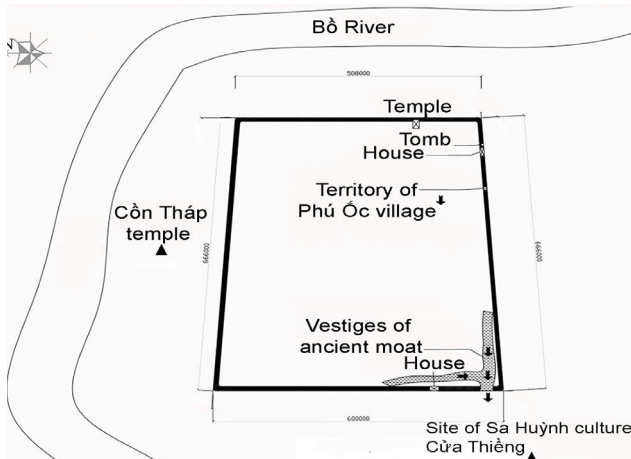 Bồ River
N
508000
Temple
Tomb
House
Territory of
Phú Ốc village
Cồn Tháp
temple
666000
666000
Vestiges of
ancient moat
House
600000
Site of Sa Huỳnh culture
Cửa Thiềng